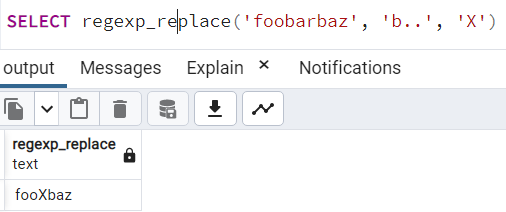 SELECT regexp_replace('foobarbaz', 'b..', 'X')
output Messages Explain × Notifications
regexp_replace
text
fooXbaz